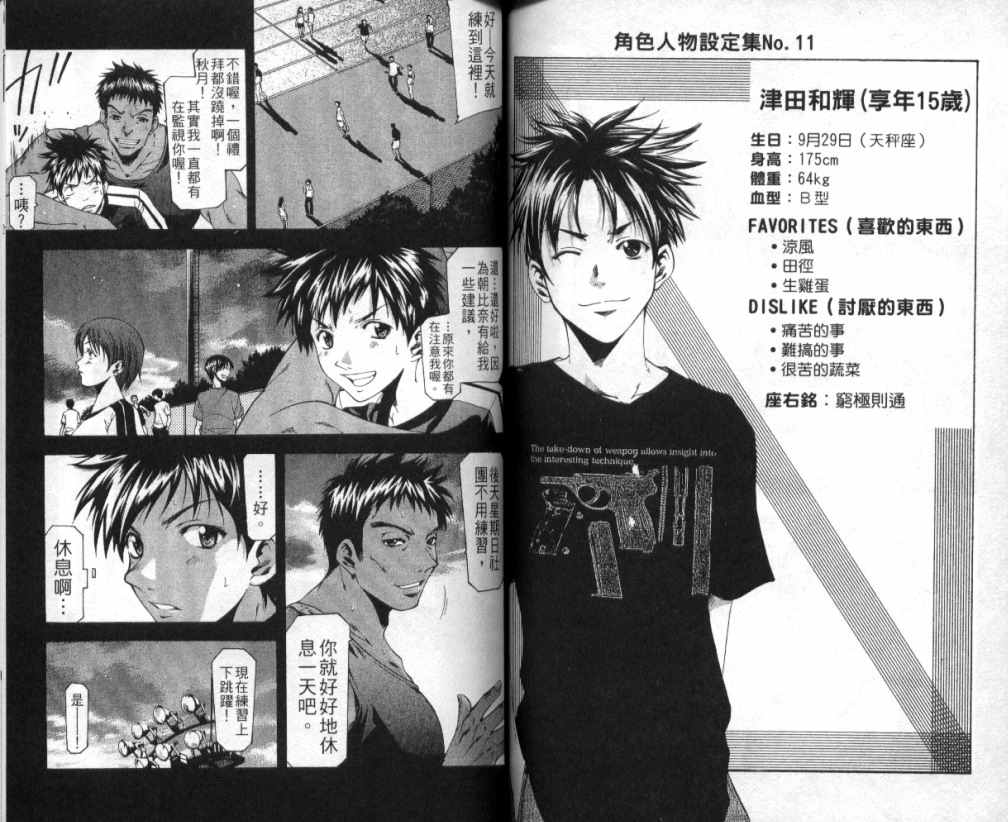 角色人物設定集No.11
津田和輝(享年15歲)
生日：9月29日（天秤座）
身高：175cm
體重：64kg
血型：Ｂ型
FAVORITES（喜歡的東西）
•涼風
•田徑
•生雞蛋
DISLIKE（討厭的東西）
•痛苦的事
•難搞的事
•很苦的蔬菜
座右銘：窮極則通
The take-down of weapog allows insight into
the interesting technique
好—今天就
練到這裡！
不錯喔，一個禮
拜都沒蹺掉啊！
秋月！
其實我一直都有
在監視你喔！
…咦？
還…還好啦，因
為朝比奈有給我
一些建議，
…原來你都有
在注意我喔。
後天星期日社
團不用練習，
你就好好地休
息一天吧。
……好。
休息啊…
現在練習上
下跳躍！
是——